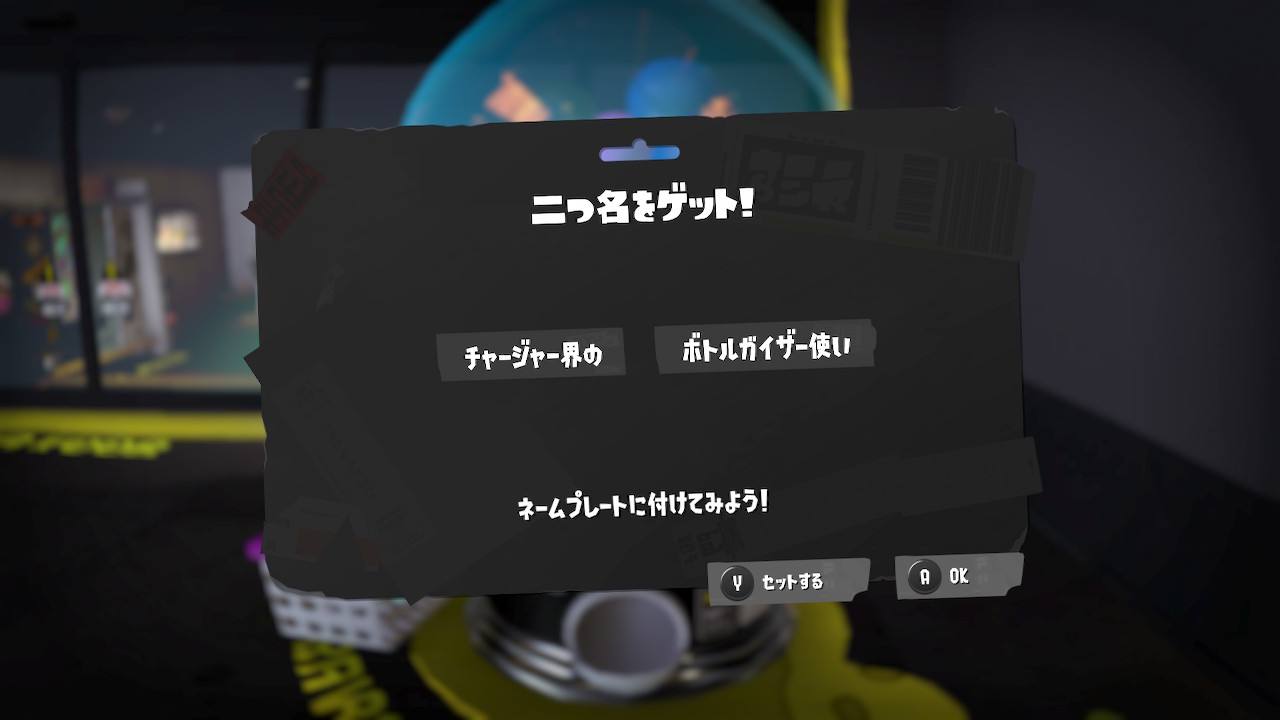 二つ名をゲット!
チャージャー界の
ボトルガイザー使い
ネームプレートに付けてみよう!
Y セットする
A OK